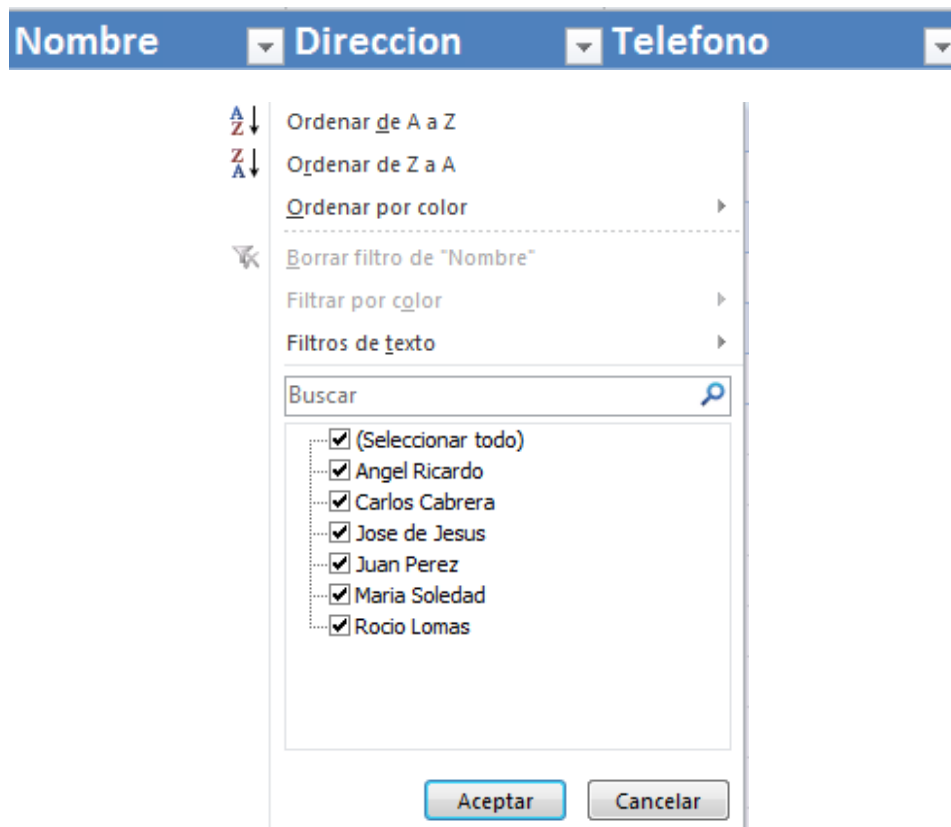 Nombre Direccion Telefono
Ordenar de A a Z
Ordenar de Z a A
Ordenar por color
Borrar filtro de "Nombre"
Filtrar por color
Filtros de texto
Buscar
(Seleccionar todo)
Angel Ricardo
Carlos Cabrera
Jose de Jesus
Juan Perez
Maria Soledad
Rocio Lomas
Aceptar Cancelar